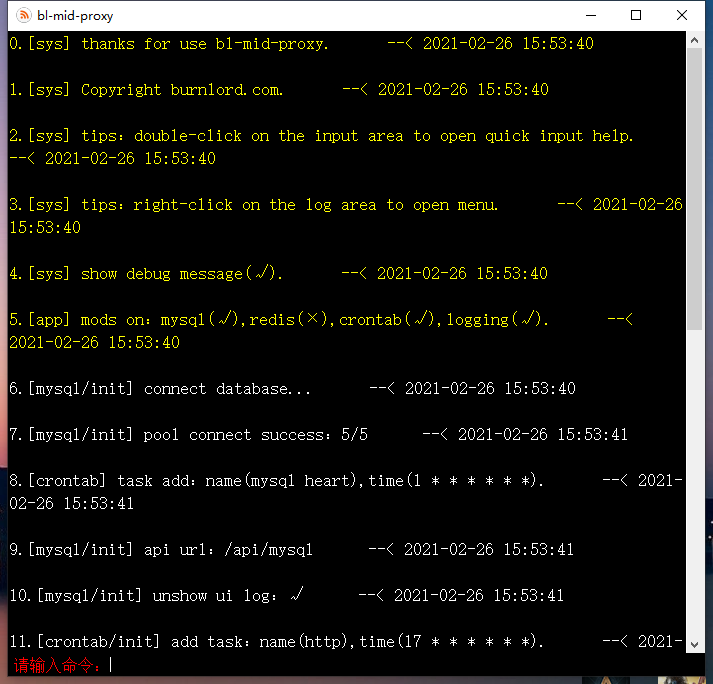 bl-mid-proxy
0.[sys] thanks for use bl-mid-proxy. --< 2021-02-26 15:53:40
1.[sys] Copyright burnlord.com. --< 2021-02-26 15:53:40
2.[sys] tips：double-click on the input area to open quick input help.
--< 2021-02-26 15:53:40
3.[sys] tips：right-click on the log area to open menu. --< 2021-02-26
15:53:40
4.[sys] show debug message(√). --< 2021-02-26 15:53:40
5.[app] mods on：mysql(√),redis(×),crontab(√),logging(√). --<
2021-02-26 15:53:40
6.[mysql/init] connect database... --< 2021-02-26 15:53:40
7.[mysql/init] pool connect success：5/5 --< 2021-02-26 15:53:41
8.[crontab] task add：name(mysql heart),time(1 * * * * * *). --< 2021-
02-26 15:53:41
9.[mysql/init] api url：/api/mysql --< 2021-02-26 15:53:41
10.[mysql/init] unshow ui log：√ --< 2021-02-26 15:53:41
11.[crontab/init] add task：name(http),time(17 * * * * * *). --< 2021-
请输入命令：